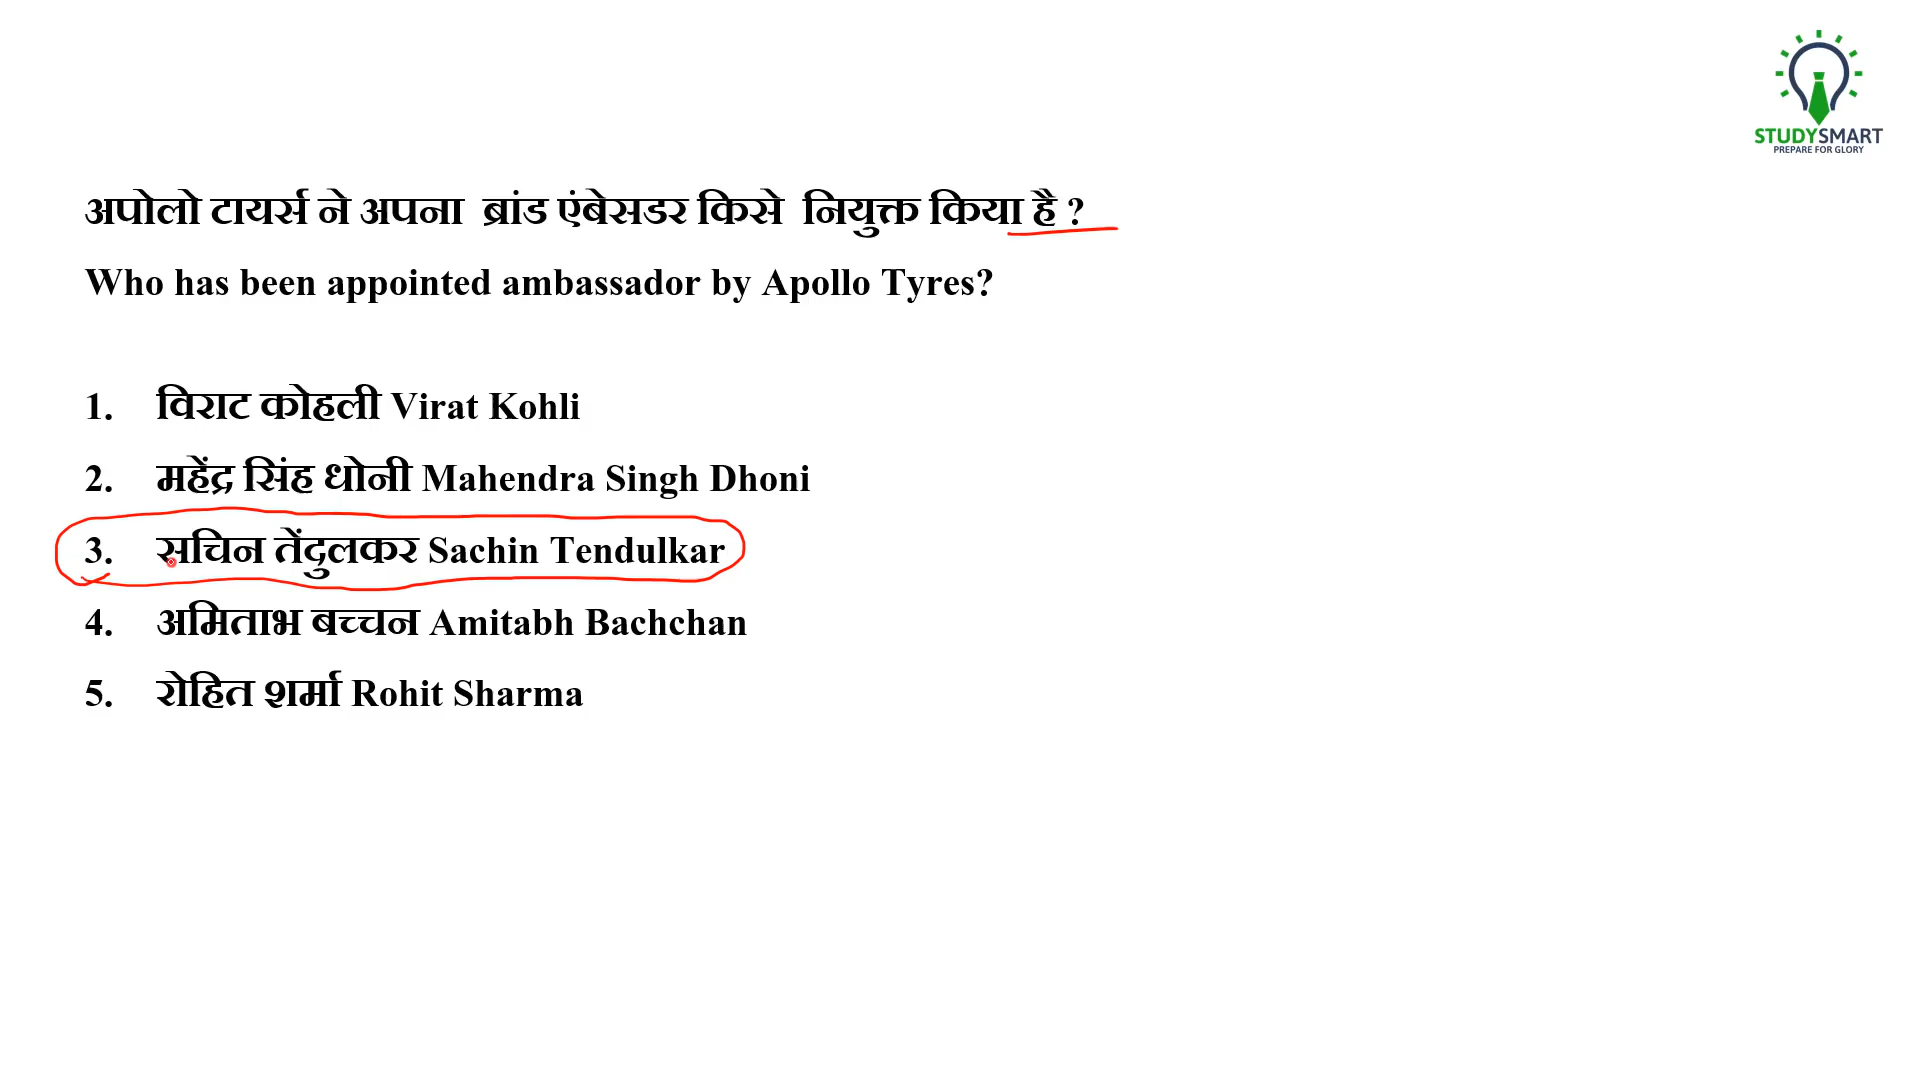 STUDYSMART
PREPARE FOR GLORY
अपोलो टायर्स ने अपना ब्रांड एंबेसडर किसे नियुक्त किया है ?
Who has been appointed ambassador by Apollo Tyres?
1. विराट कोहली Virat Kohli
2. महेंद्र सिंह धोनी Mahendra Singh Dhoni
3. सचिन तेंदुलकर Sachin Tendulkar
4. अमिताभ बच्चन Amitabh Bachchan
5. रोहित शर्मा Rohit Sharma